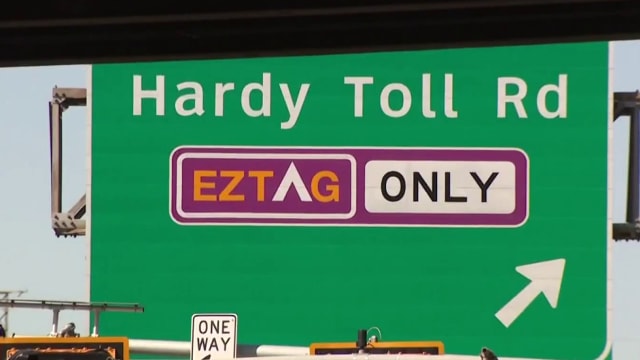 Hardy Toll Rd
EZTAG ONLY
ONE
WAY